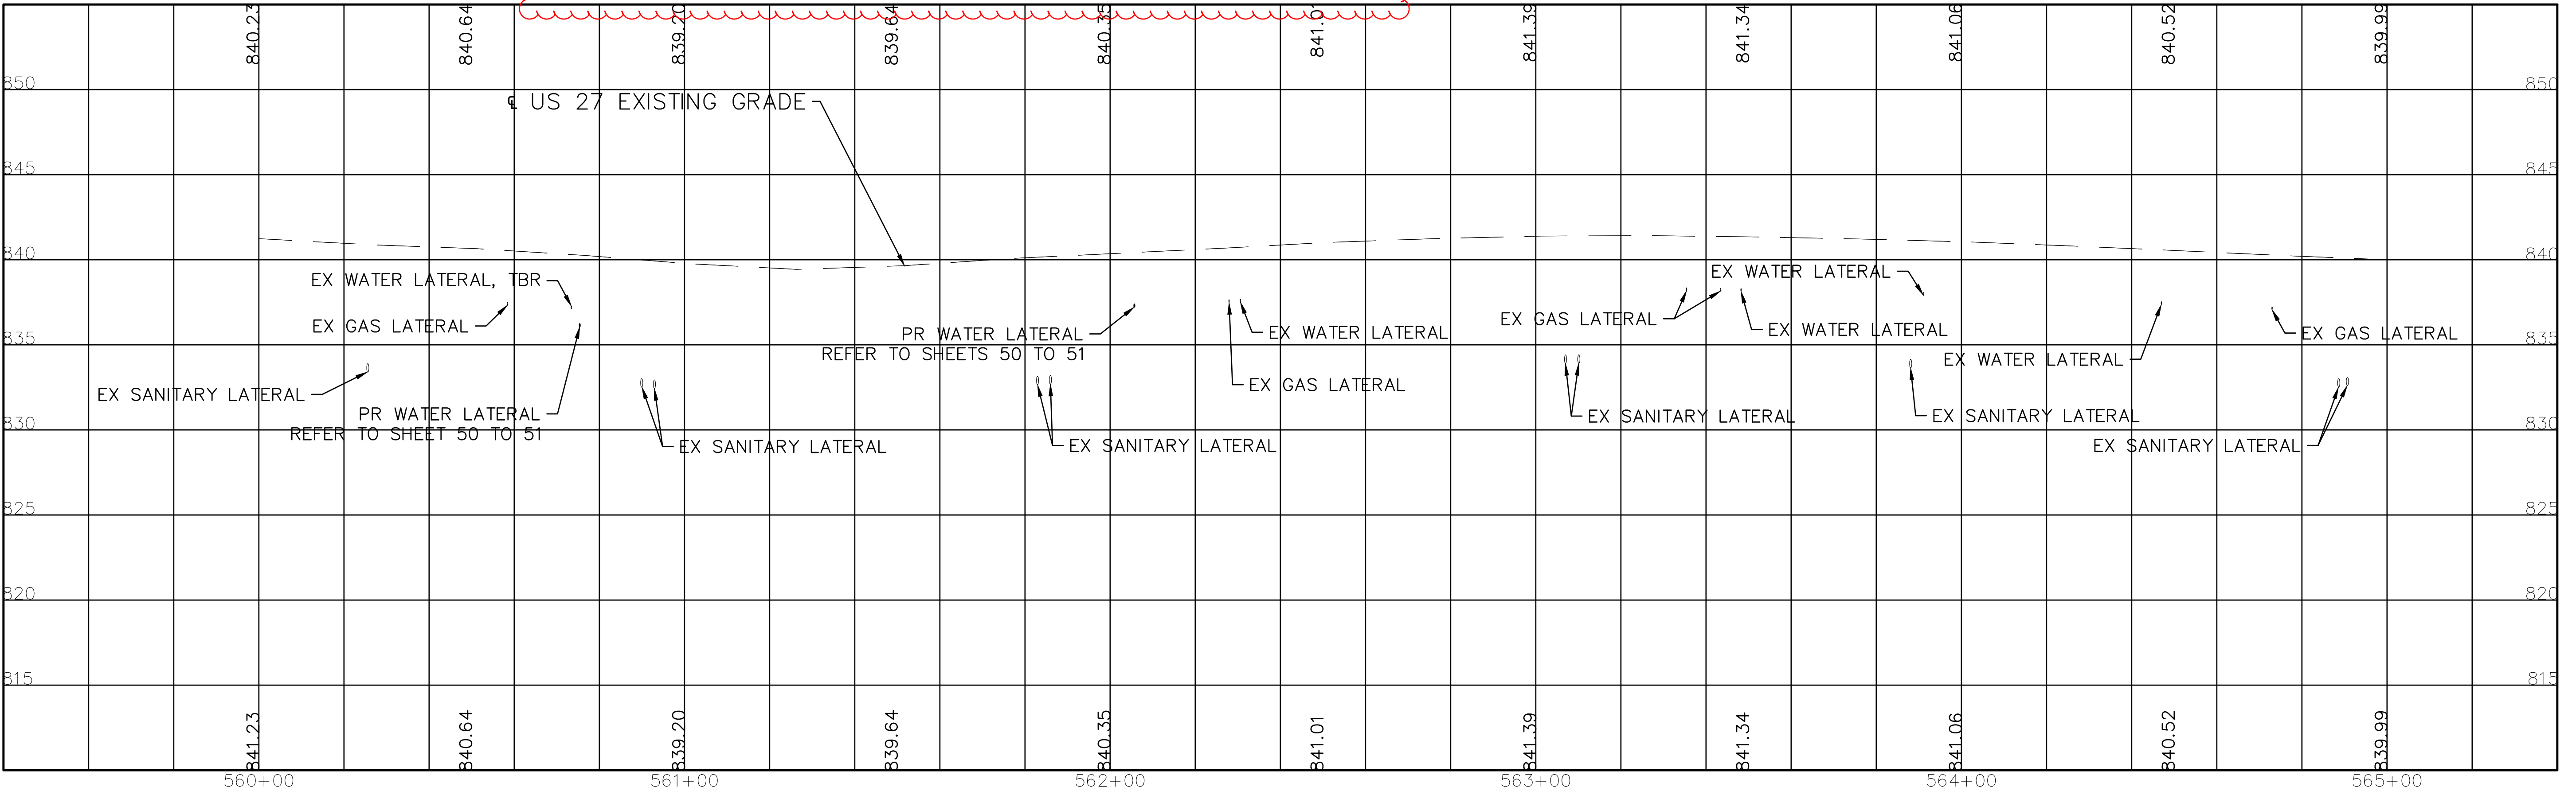 840.23
840.64
839.20
839.64
840.35
841.01
841.39
841.34
841.06
840.52
839.99
850
850
℄ US 27 EXISTING GRADE
845
845
840
840
EX WATER LATERAL, TBR
EX GAS LATERAL
EX SANITARY LATERAL
PR WATER LATERAL
REFER TO SHEET 50 TO 51
EX SANITARY LATERAL
PR WATER LATERAL
REFER TO SHEETS 50 TO 51
EX SANITARY LATERAL
EX WATER LATERAL
EX GAS LATERAL
EX GAS LATERAL
EX WATER LATERAL
EX WATER LATERAL
EX SANITARY LATERAL
EX SANITARY LATERAL
EX WATER LATERAL
EX GAS LATERAL
EX SANITARY LATERAL
835
835
830
830
825
825
820
820
815
815
841.23
840.64
839.20
839.64
840.35
841.01
841.39
841.34
841.06
840.52
839.99
560+00
561+00
562+00
563+00
564+00
565+00